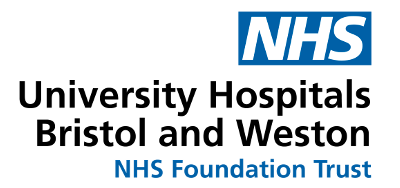 NHS
University Hospitals
Bristol and Weston
NHS Foundation Trust